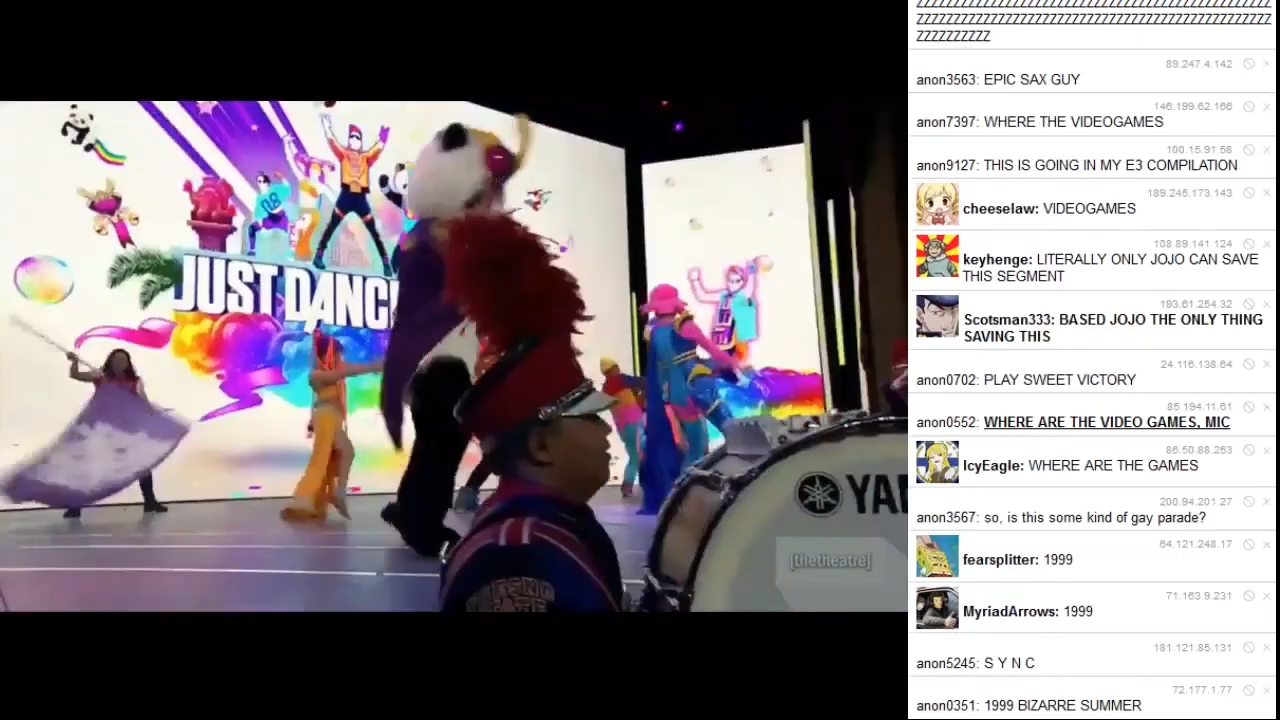 ZZZZZZZZZZZZZZZZZZZZZZZZZZZZZZZZZZZZZZZZZZZZZZZZZ
ZZZZZZZZZZZZZZZZZZZZZZZZZZZZZZZZZZZZZZZZZZZZZZZZZ
ZZZZZZZZZZ
89.247.4.142
anon3563: EPIC SAX GUY
146.199.62.166
anon7397: WHERE THE VIDEOGAMES
100.15.91.58
anon9127: THIS IS GOING IN MY E3 COMPILATION
189.245.173.143
cheeselaw: VIDEOGAMES
108.89.141.124
keyhenge: LITERALLY ONLY JOJO CAN SAVE
THIS SEGMENT
193.61.254.32
Scotsman333: BASED JOJO THE ONLY THING
SAVING THIS
24.116.138.64
anon0702: PLAY SWEET VICTORY
85.194.11.61
anon0552: WHERE ARE THE VIDEO GAMES, MIC
86.50.88.253
IcyEagle: WHERE ARE THE GAMES
200.94.201.27
anon3567: so, is this some kind of gay parade?
64.121.248.17
fearsplitter: 1999
71.163.9.231
MyriadArrows: 1999
181.121.85.131
anon5245: S Y N C
72.177.1.77
anon0351: 1999 BIZARRE SUMMER
JUST DANC
YA
[thetheatre]